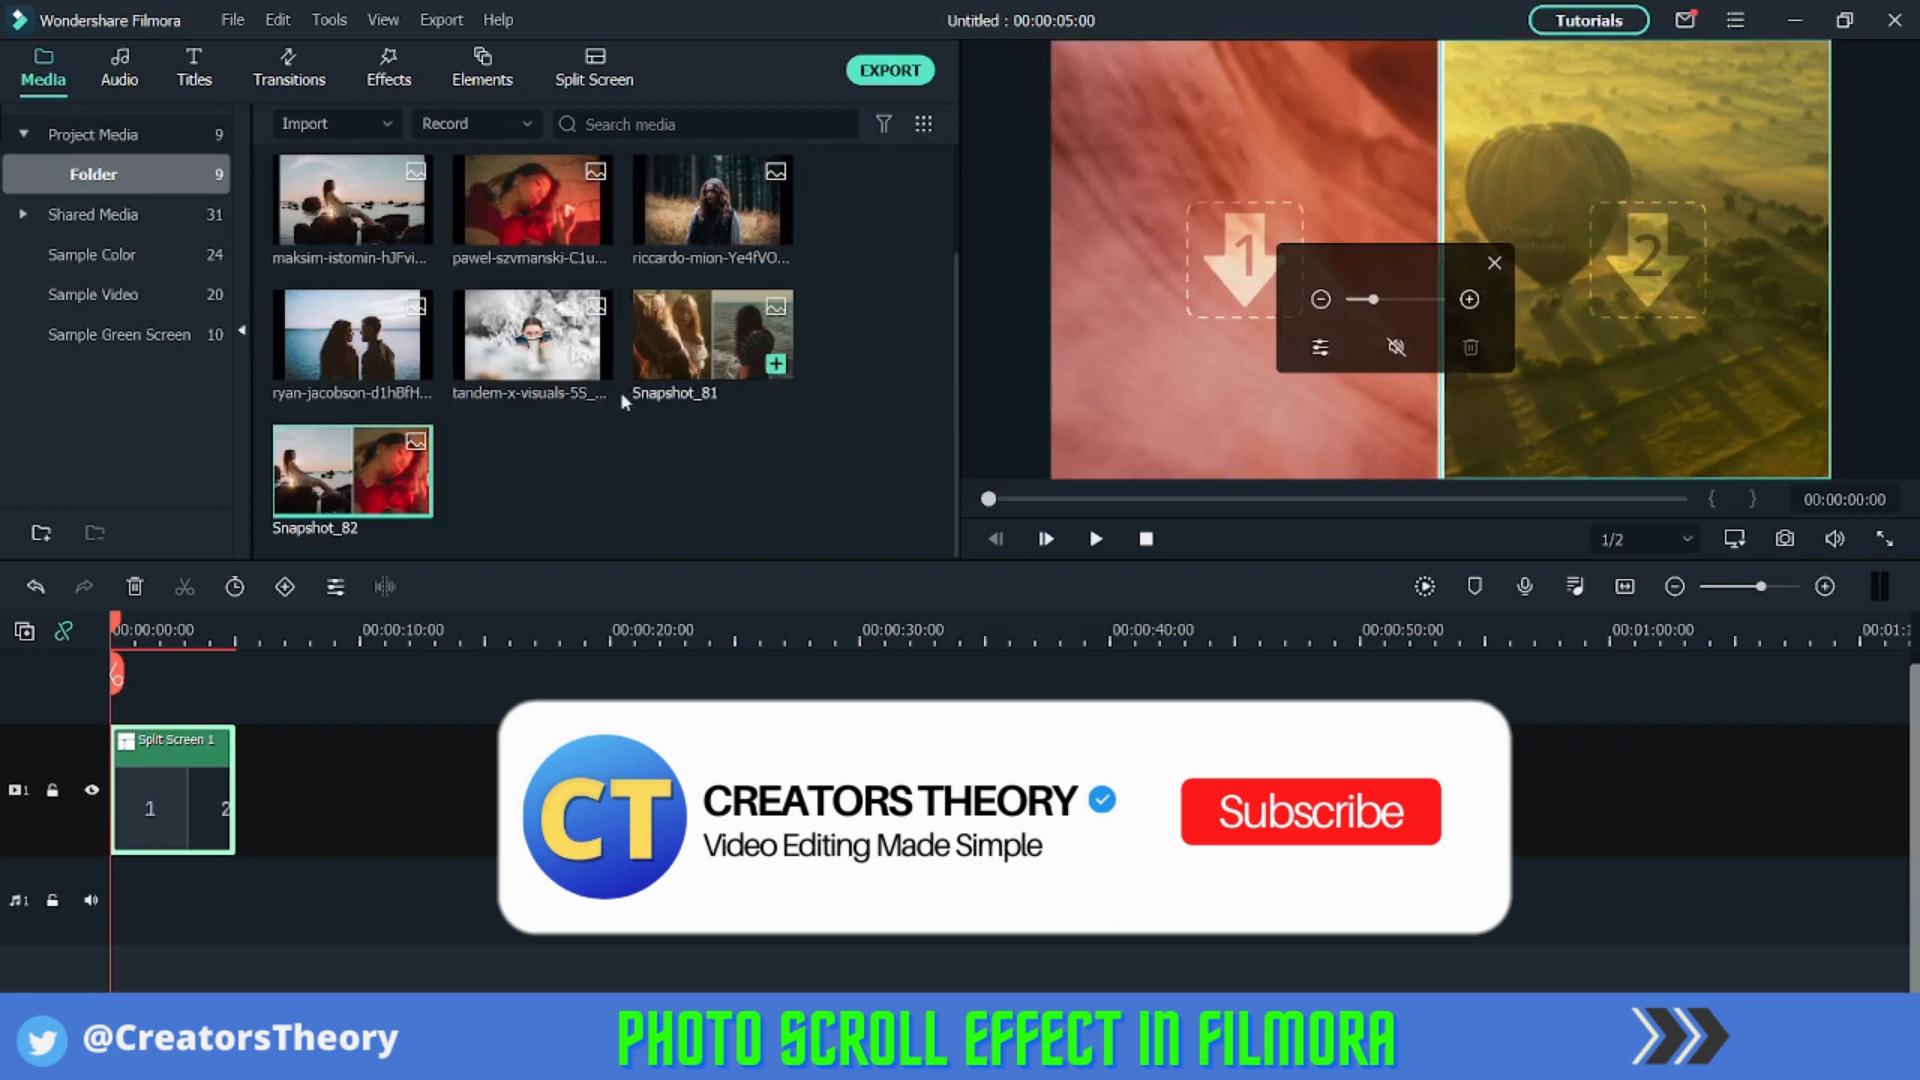 Wondershare Filmora File Edit Tools View Export Help Untitled : 00:00:05:00 Tutorials
Media Audio Titles Transitions Effects Elements Split Screen EXPORT
Import Record Search media
Project Media 9
Folder 9
Shared Media 31
Sample Color 24
Sample Video 20
Sample Green Screen 10
maksim-istomin-hJFvi... pawel-szvmanski-C1u... riccardo-mion-Ye4fVO...
ryan-jacobson-d1hBfH... tandem-x-visuals-5S_... Snapshot_81
Snapshot_82
1 2
{ } 00:00:00:00
1/2
00:00:00:00 00:00:10:00 00:00:20:00 00:00:30:00 00:00:40:00 00:00:50:00 00:01:00:00 00:01:1
Split Screen 1
1 2
1
1
CT
CREATORS THEORY
Video Editing Made Simple
Subscribe
@CreatorsTheory
PHOTO SCROLL EFFECT IN FILMORA